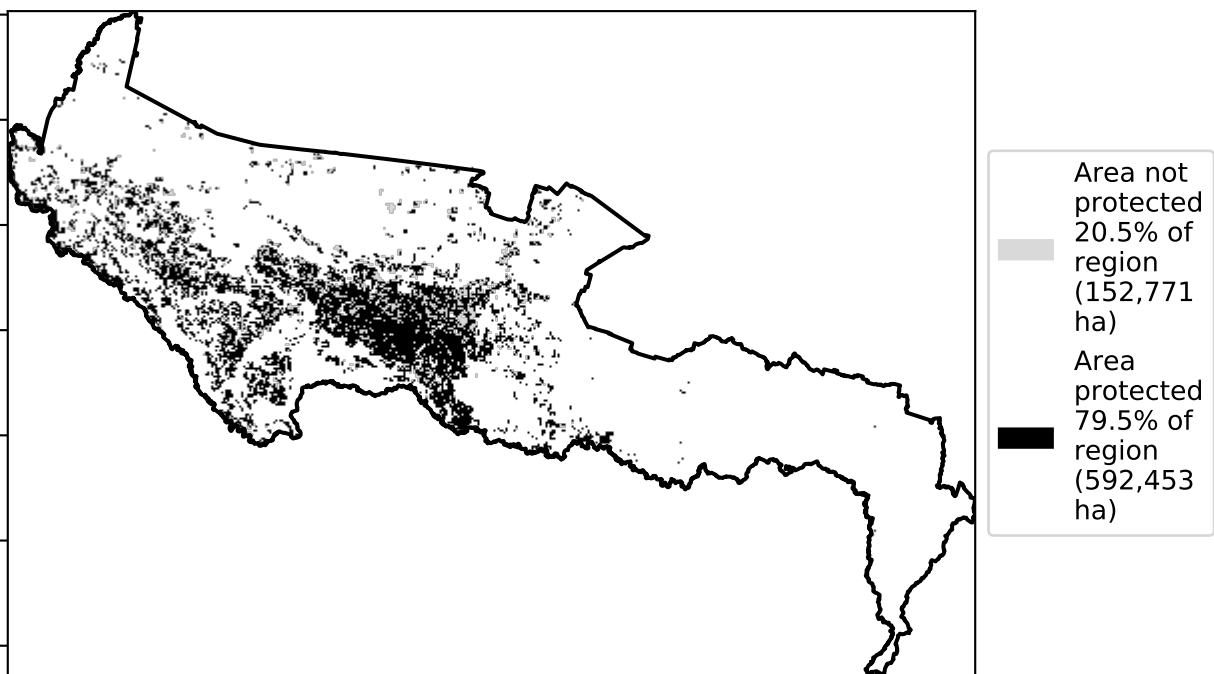 Area not
protected
20.5% of
region
(152,771
ha)
Area
protected
79.5% of
region
(592,453
ha)